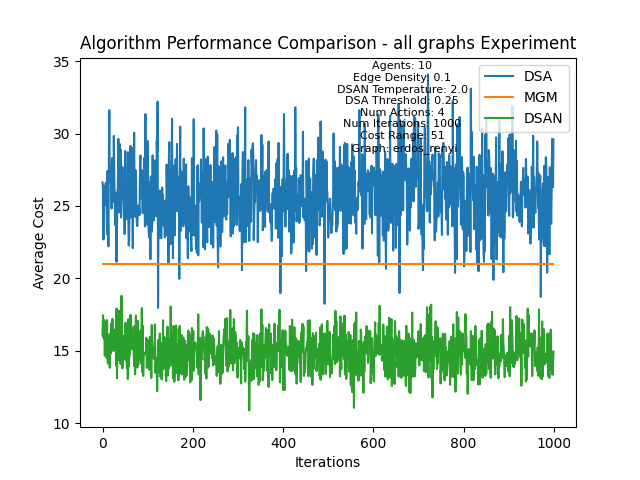 Algorithm Performance Comparison - all graphs Experiment
Agents: 10
Edge Density: 0.1
DSAN Temperature: 2.0
DSA Threshold: 0.25
Num Actions: 4
Num Iterations: 1000
Cost Range: 51
Graph: erdos_renyi
DSA
MGM
DSAN
Average Cost
35
30
25
20
15
10
0
200
400
600
800
1000
Iterations